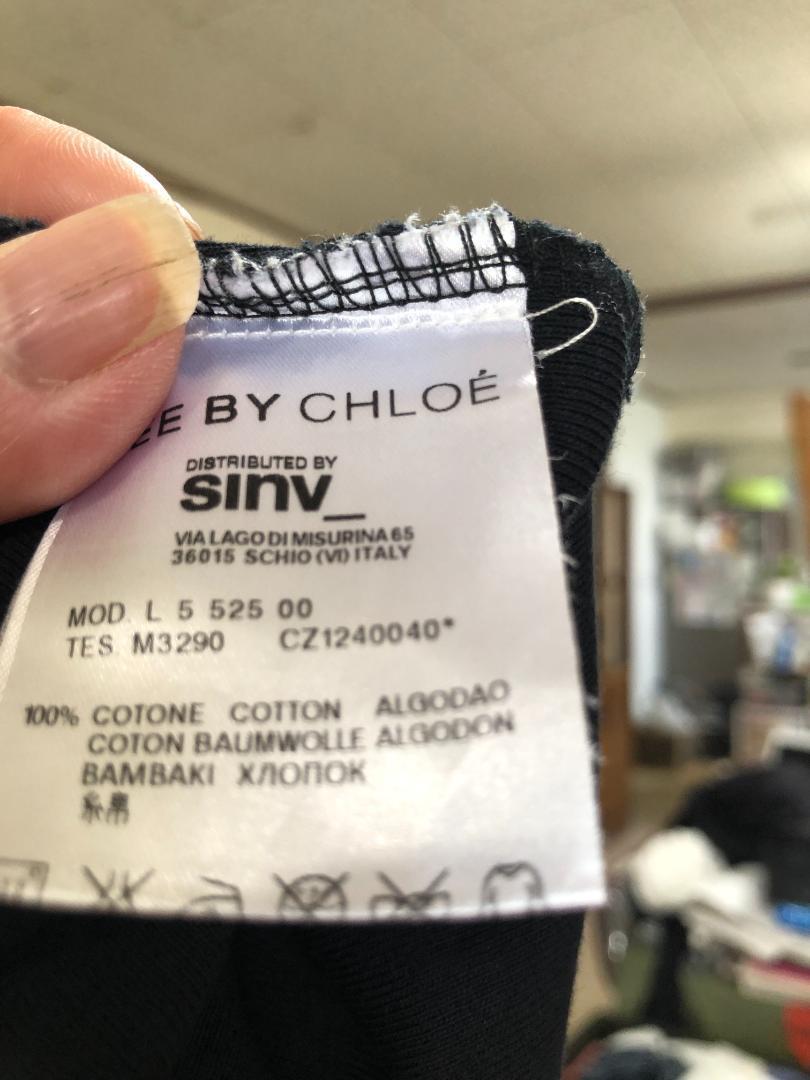 EE BY CHLOÉ
DISTRIBUTED BY
sinv_
VIA LAGO DI MISURINA 65
36015 SCHIO (VI) ITALY
MOD. L 5 525 00
TES. M3290 CZ1240040*
100% COTONE COTTON ALGODAO
COTON BAUMWOLLE ALGODON
BAMBAKI ХЛОПОК